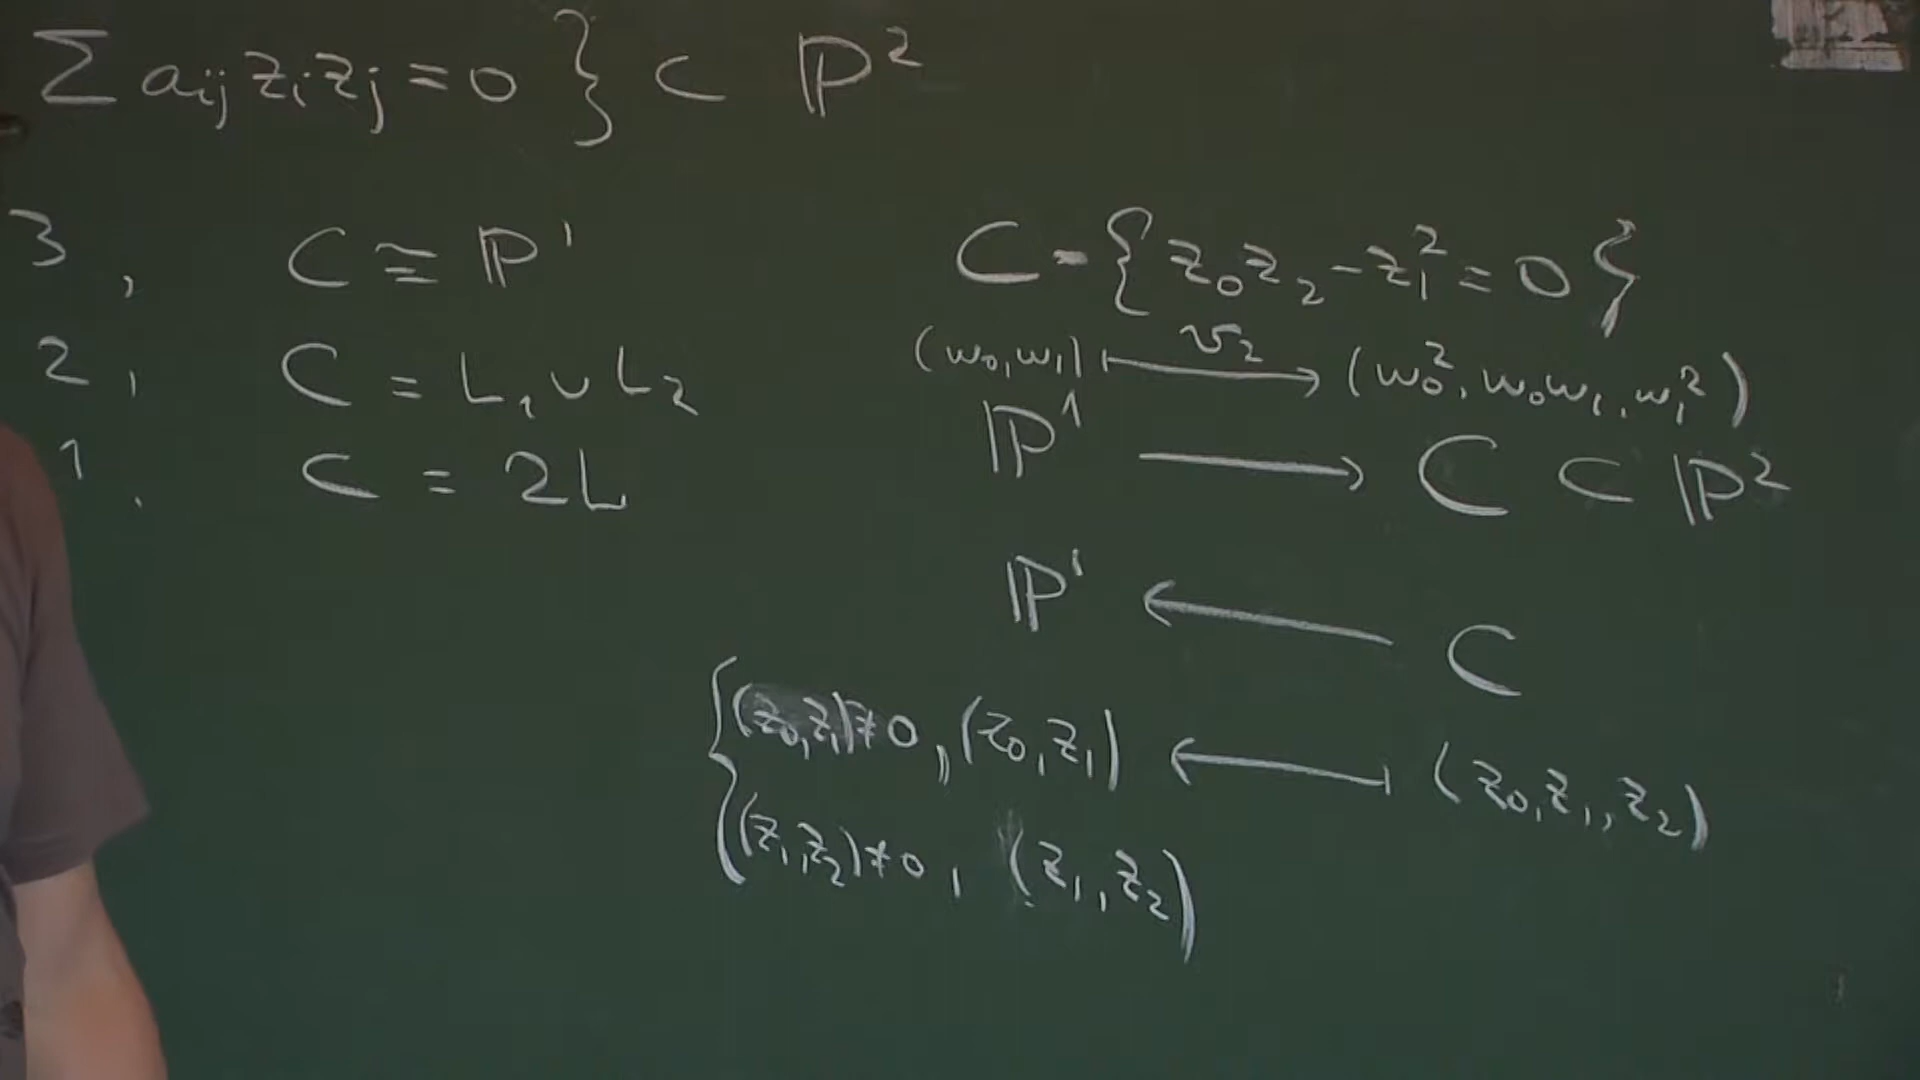 ∑ aᵢⱼ zᵢ zⱼ = 0 } ⊂ ℙ²
3, C ≅ ℙ¹
2, C = L₁ ∪ L₂
1. C = 2L
C = { z₀z₂ − z₁² = 0 }
(w₀, w₁) ⟼ v₂ (w₀², w₀w₁, w₁²)
ℙ¹ ⟶ C ⊂ ℙ²
ℙ¹ ⟵ C
{ (z₀, z₁) ≠ 0, (z₀, z₁) ⟻ (z₀, z₁, z₂)
(z₁, z₂) ≠ 0, (z₁, z₂)